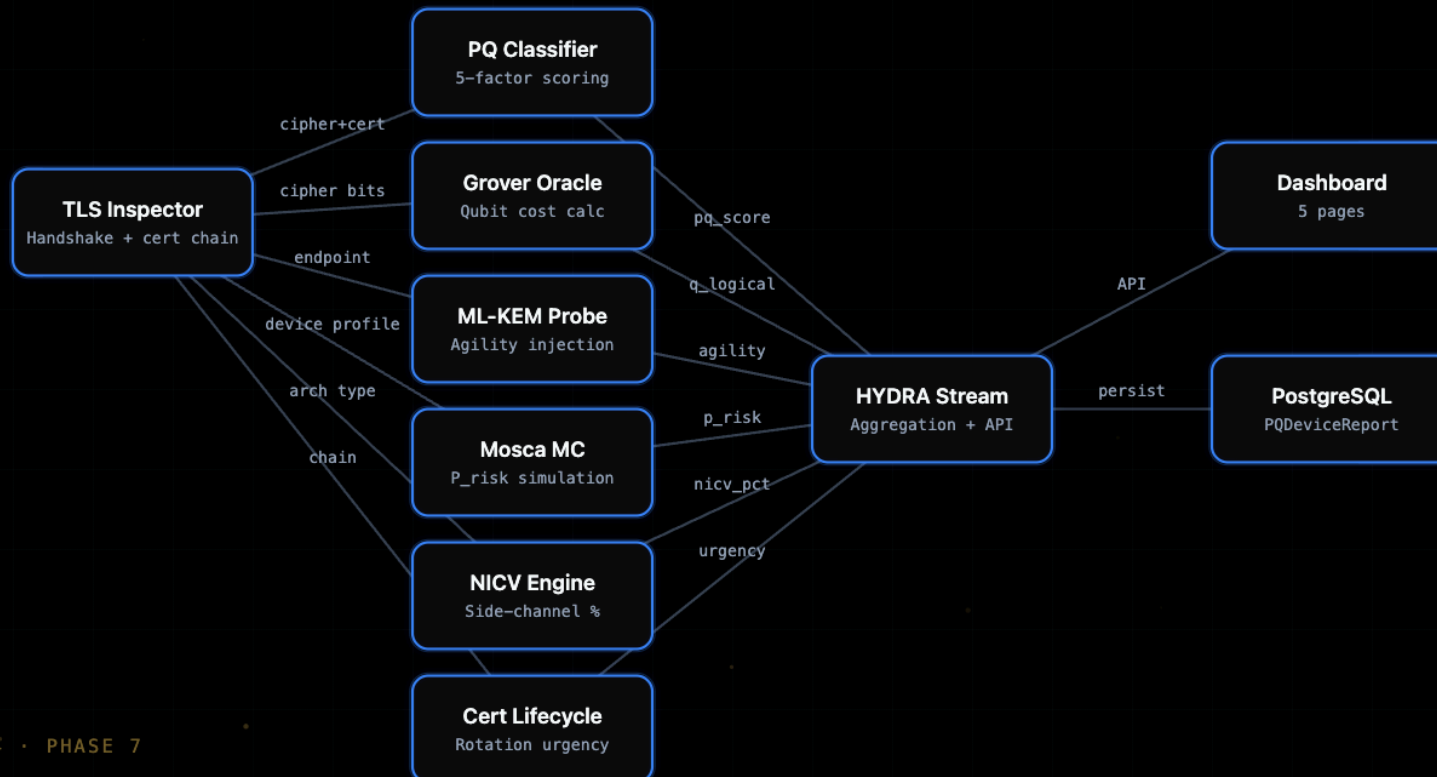 PQ Classifier
5-factor scoring
cipher+cert
Grover Oracle
Qubit cost calc
cipher bits
TLS Inspector
Handshake + cert chain
pq_score
Dashboard
5 pages
endpoint
q_logical
API
ML-KEM Probe
Agility injection
device profile
agility
arch type
HYDRA Stream
Aggregation + API
persist
PostgreSQL
PQDeviceReport
p_risk
Mosca MC
P_risk simulation
chain
nicv_pct
urgency
NICV Engine
Side-channel %
Cert Lifecycle
Rotation urgency
· PHASE 7